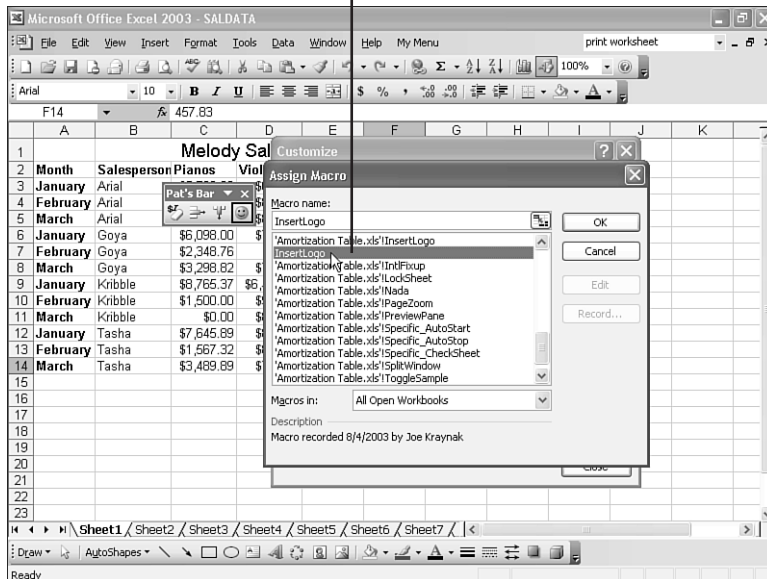 Microsoft Office Excel 2003 - SALDATA
File Edit View Insert Format Tools Data Window Help My Menu print worksheet
100%
Arial 10 B I U $ % ,
F14 fx 457.83
A B C D E F G H I J K
1 Melody Sal
2 Month Salesperson Pianos Viol
3 January Arial
4 February Arial
5 March Arial
6 January Goya $6,098.00
7 February Goya $2,348.76
8 March Goya $3,298.82
9 January Kribble $8,765.37 $6,
10 February Kribble $1,500.00
11 March Kribble $0.00
12 January Tasha $7,645.89
13 February Tasha $1,567.32
14 March Tasha $3,489.89
15
16
17
18
19
20
21
22
23
Pat's Bar
Customize
Assign Macro
Macro name:
InsertLogo
'Amortization Table.xls'!InsertLogo
InsertLogo
'Amortization Table.xls'!IntlFixup
'Amortization Table.xls'!LockSheet
'Amortization Table.xls'!Nada
'Amortization Table.xls'!PageZoom
'Amortization Table.xls'!PreviewPane
'Amortization Table.xls'!Specific_AutoStart
'Amortization Table.xls'!Specific_AutoStop
'Amortization Table.xls'!Specific_CheckSheet
'Amortization Table.xls'!SplitWindow
'Amortization Table.xls'!ToggleSample
OK
Cancel
Edit
Record...
Macros in: All Open Workbooks
Description
Macro recorded 8/4/2003 by Joe Kraynak
Close
Sheet1 Sheet2 Sheet3 Sheet4 Sheet5 Sheet6 Sheet7
Draw AutoShapes
Ready